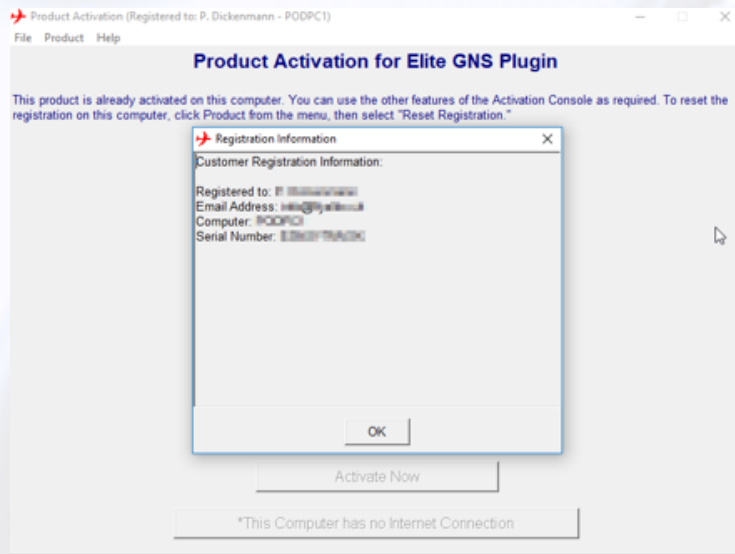 Product Activation (Registered to: P. Dickenmann - PODPC1)
File Product Help
Product Activation for Elite GNS Plugin
This product is already activated on this computer. You can use the other features of the Activation Console as required. To reset the
registration on this computer, click Product from the menu, then select "Reset Registration."
Registration Information
Customer Registration Information:
Registered to:
Email Address:
Computer:
Serial Number:
OK
Activate Now
*This Computer has no Internet Connection